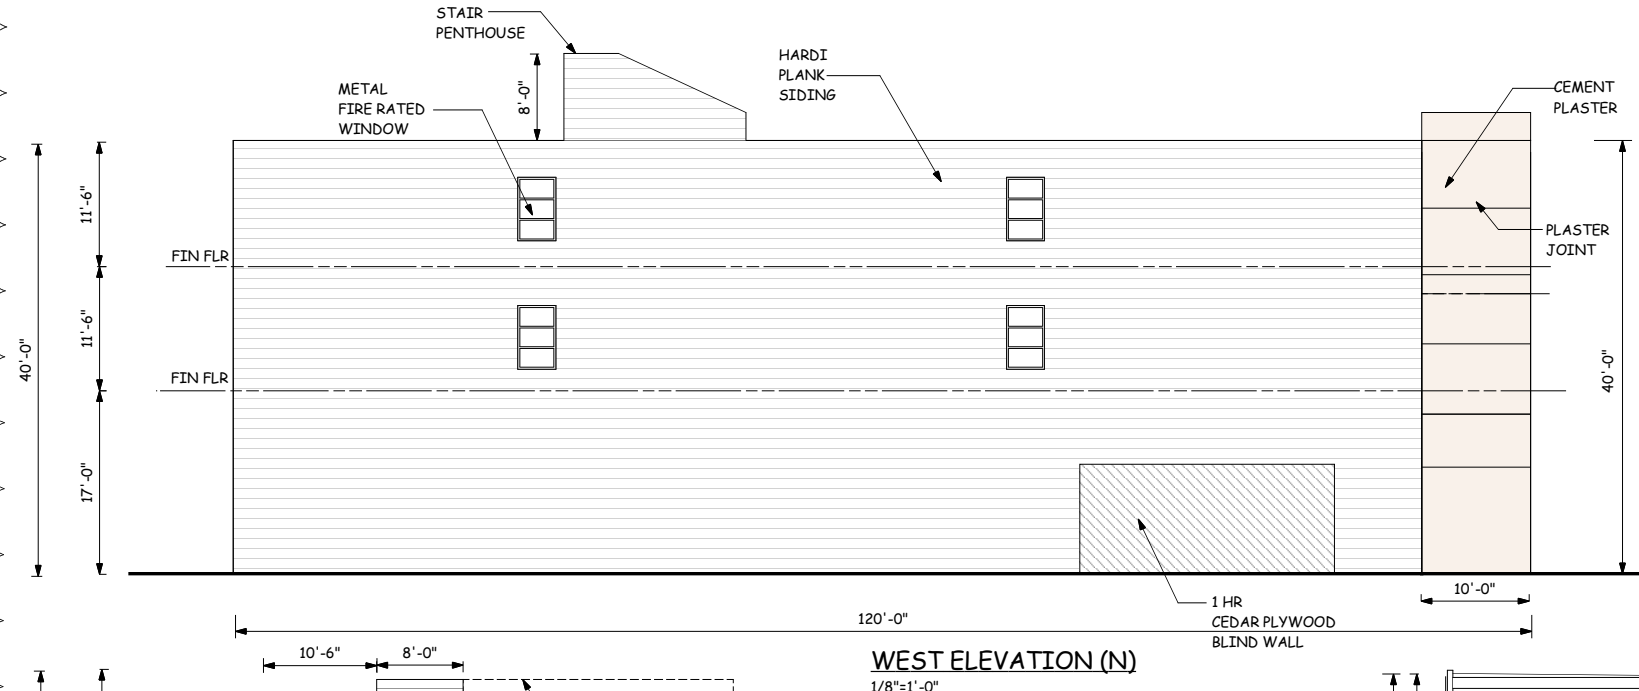 STAIR
PENTHOUSE
HARDI
PLANK
SIDING
METAL
FIRE RATED
WINDOW
8'-0"
CEMENT
PLASTER
11'-6"
PLASTER
JOINT
FIN FLR
11'-6"
40'-0"
40'-0"
FIN FLR
17'-0"
10'-0"
1 HR
CEDAR PLYWOOD
BLIND WALL
120'-0"
10'-6"
8'-0"
WEST ELEVATION (N)
1/8"=1'-0"